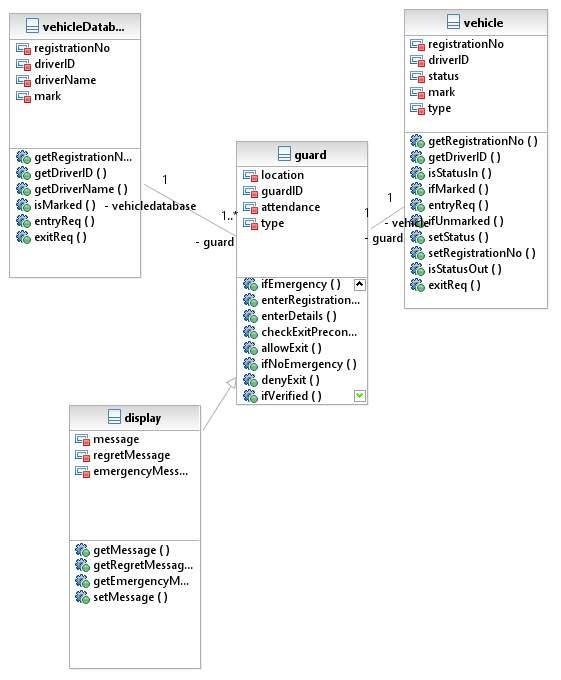 vehicleDatab...
registrationNo
driverID
driverName
mark
getRegistrationN...
getDriverID ( )
getDriverName ( )
isMarked ( )
entryReq ( )
exitReq ( )
1
- vehicledatabase
1..*
- guard
guard
location
guardID
attendance
type
ifEmergency ( )
enterRegistration...
enterDetails ( )
checkExitPrecon...
allowExit ( )
ifNoEmergency ( )
denyExit ( )
ifVerified ( )
1
- guard
1
- vehicle
vehicle
registrationNo
driverID
status
mark
type
getRegistrationNo ( )
getDriverID ( )
isStatusIn ( )
ifMarked ( )
entryReq ( )
ifUnmarked ( )
setStatus ( )
setRegistrationNo ( )
isStatusOut ( )
exitReq ( )
display
message
regretMessage
emergencyMess...
getMessage ( )
getRegretMessag...
getEmergencyM...
setMessage ( )